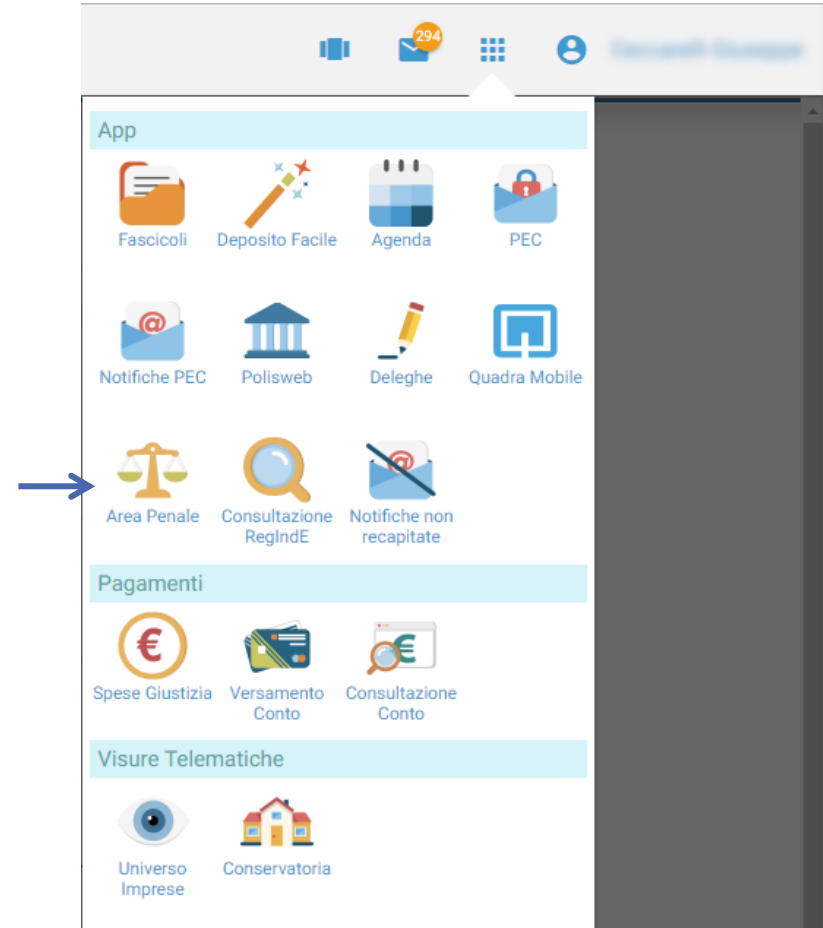 294
App
Fascicoli
Deposito Facile
Agenda
PEC
Notifiche PEC
Polisweb
Deleghe
Quadra Mobile
Area Penale
Consultazione
RegIndE
Notifiche non
recapitate
Pagamenti
Spese Giustizia
Versamento
Conto
Consultazione
Conto
Visure Telematiche
Universo
Imprese
Conservatoria